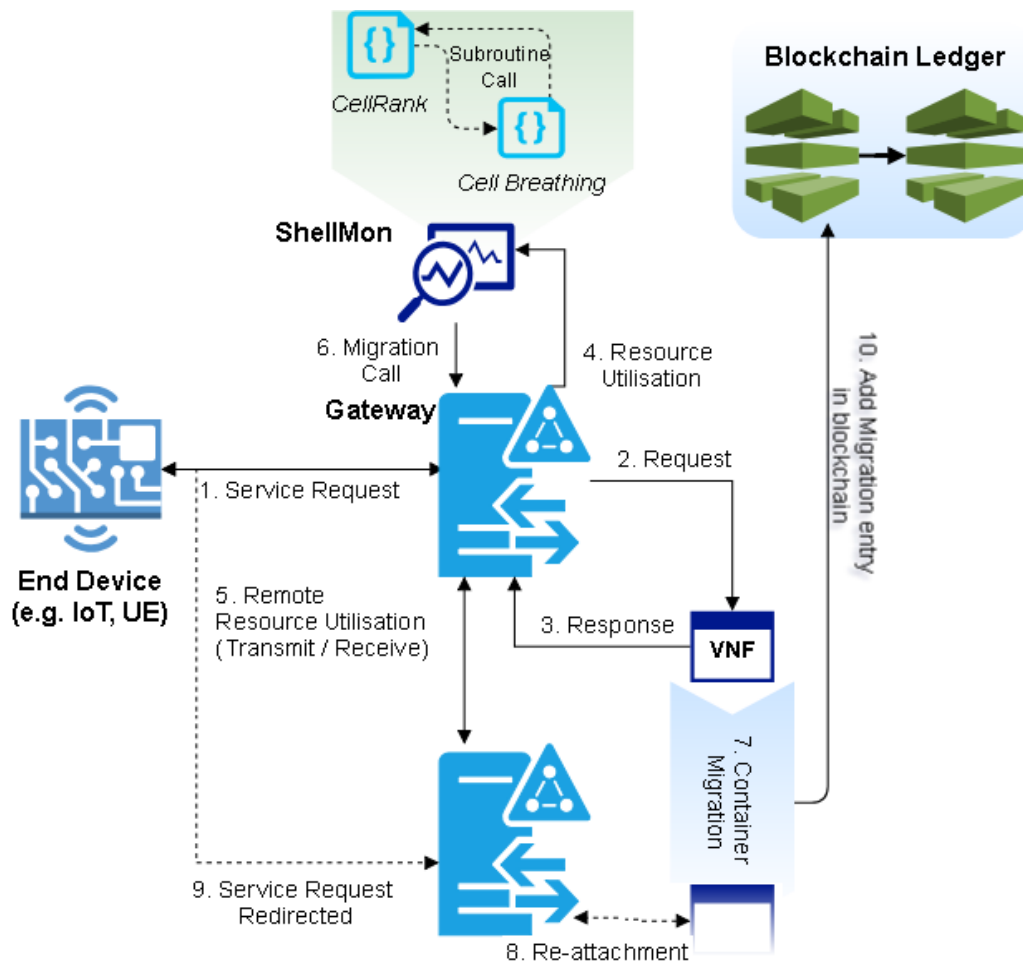 Subroutine
Call
CellRank
Cell Breathing
Blockchain Ledger
ShellMon
6. Migration
Call
4. Resource
Utilisation
Gateway
2. Request
1. Service Request
10. Add Migration entry
in blockchain
End Device
(e.g. IoT, UE)
5. Remote
Resource Utilisation
(Transmit / Receive)
3. Response
VNF
7. Container
Migration
9. Service Request
Redirected
8. Re-attachment